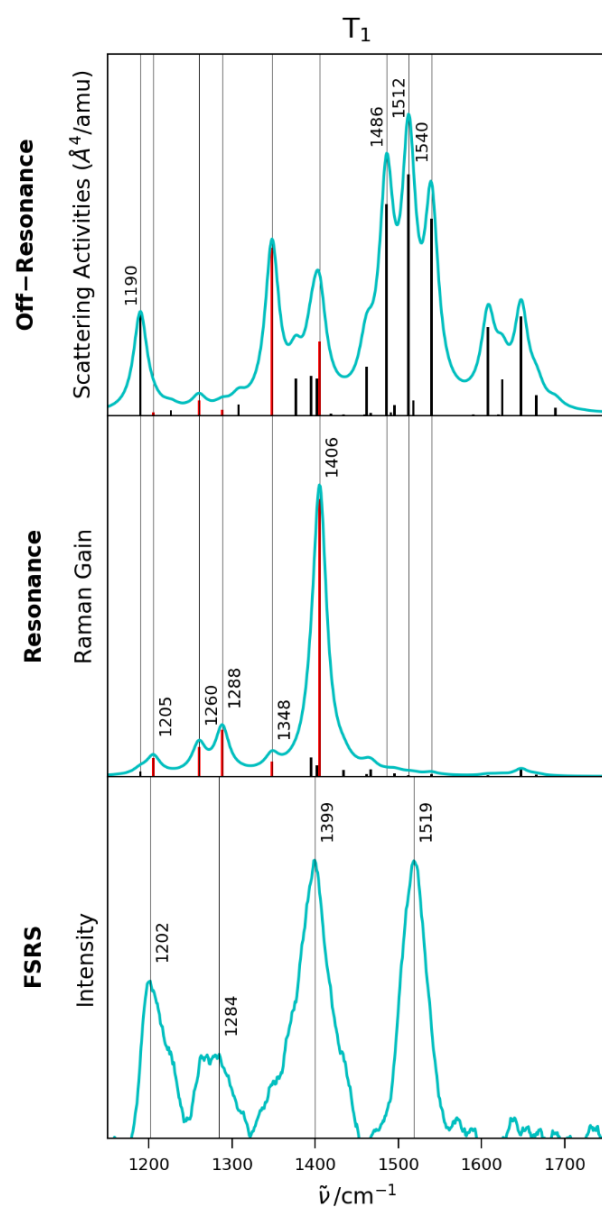 T₁
Off−Resonance
Scattering Activities (Å⁴/amu)
1190
1486
1512
1540
Resonance
Raman Gain
1205
1260
1288
1348
1406
FSRS
Intensity
1202
1284
1399
1519
1200 1300 1400 1500 1600 1700
ν̃/cm⁻¹